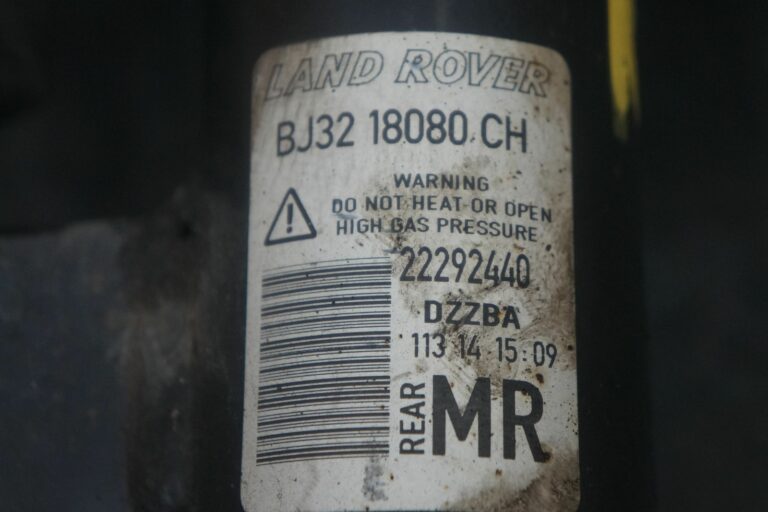 LAND ROVER
BJ32 18080 CH
WARNING
DO NOT HEAT OR OPEN
HIGH GAS PRESSURE
22292440
DZZBA
113 14 15:09
REAR MR